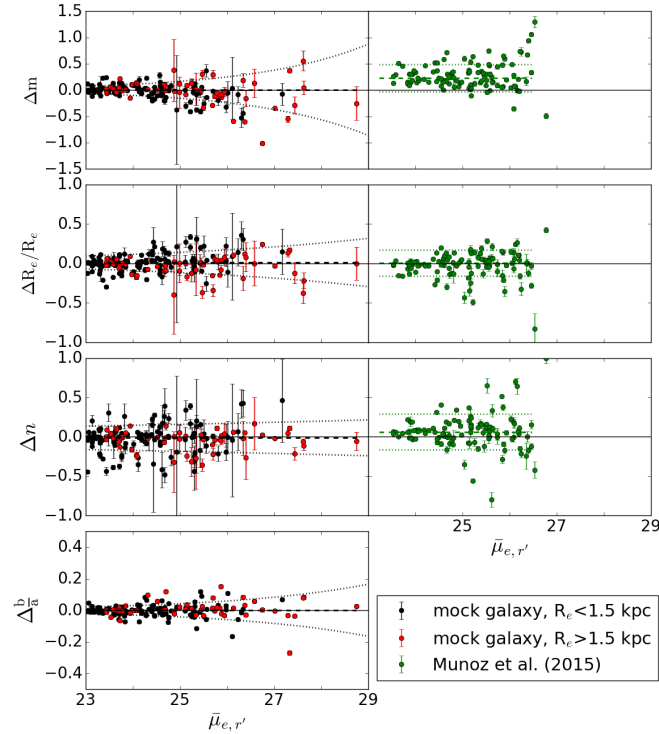 1.5
1.0
0.5
0.0
−0.5
−1.0
−1.5
Δm
1.0
0.5
0.0
−0.5
−1.0
ΔR_e/R_e
1.0
0.5
0.0
−0.5
−1.0
Δn
25 27 29
μ̄_{e,r'}
0.4
0.2
0.0
−0.2
−0.4
Δb/a
23 25 27 29
μ̄_{e,r'}
mock galaxy, R_e<1.5 kpc
mock galaxy, R_e>1.5 kpc
Munoz et al. (2015)